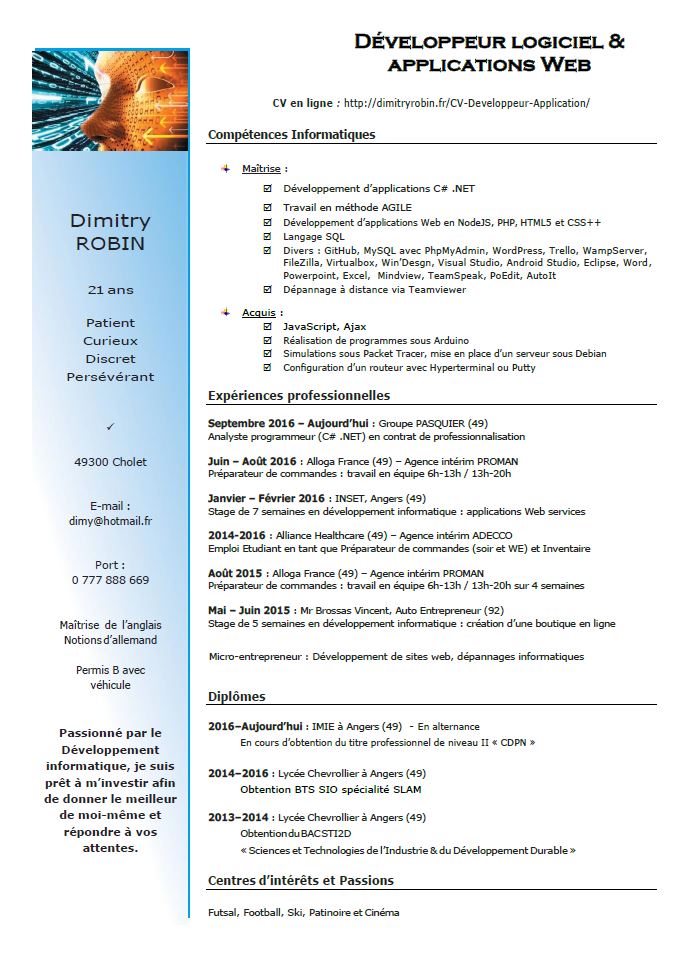 Développeur logiciel &
applications Web
CV en ligne : http://dimitryrobin.fr/CV-Developpeur-Application/
Dimitry
ROBIN
21 ans
Patient
Curieux
Discret
Persévérant
✓
49300 Cholet
E-mail :
dimy@hotmail.fr
Port :
0 777 888 669
Maîtrise de l’anglais
Notions d’allemand
Permis B avec
véhicule
Passionné par le
Développement
informatique, je suis
prêt à m’investir afin
de donner le meilleur
de moi-même et
répondre à vos
attentes.
Compétences Informatiques
Maîtrise :
☑ Développement d’applications C# .NET
☑ Travail en méthode AGILE
☑ Développement d’applications Web en NodeJS, PHP, HTML5 et CSS++
☑ Langage SQL
☑ Divers : GitHub, MySQL avec PhpMyAdmin, WordPress, Trello, WampServer,
FileZilla, Virtualbox, Win’Desgn, Visual Studio, Android Studio, Eclipse, Word,
Powerpoint, Excel, Mindview, TeamSpeak, PoEdit, AutoIt
☑ Dépannage à distance via Teamviewer
Acquis :
☑ JavaScript, Ajax
☑ Réalisation de programmes sous Arduino
☑ Simulations sous Packet Tracer, mise en place d’un serveur sous Debian
☑ Configuration d’un routeur avec Hyperterminal ou Putty
Expériences professionnelles
Septembre 2016 – Aujourd’hui : Groupe PASQUIER (49)
Analyste programmeur (C# .NET) en contrat de professionnalisation
Juin – Août 2016 : Alloga France (49) – Agence intérim PROMAN
Préparateur de commandes : travail en équipe 6h-13h / 13h-20h
Janvier – Février 2016 : INSET, Angers (49)
Stage de 7 semaines en développement informatique : applications Web services
2014-2016 : Alliance Healthcare (49) – Agence intérim ADECCO
Emploi Etudiant en tant que Préparateur de commandes (soir et WE) et Inventaire
Août 2015 : Alloga France (49) – Agence intérim PROMAN
Préparateur de commandes : travail en équipe 6h-13h / 13h-20h sur 4 semaines
Mai – Juin 2015 : Mr Brossas Vincent, Auto Entrepreneur (92)
Stage de 5 semaines en développement informatique : création d’une boutique en ligne
Micro-entrepreneur : Développement de sites web, dépannages informatiques
Diplômes
2016–Aujourd’hui : IMIE à Angers (49) - En alternance
En cours d’obtention du titre professionnel de niveau II « CDPN »
2014–2016 : Lycée Chevrollier à Angers (49)
Obtention BTS SIO spécialité SLAM
2013–2014 : Lycée Chevrollier à Angers (49)
Obtention du BAC STI2D
« Sciences et Technologies de l’Industrie & du Développement Durable »
Centres d’intérêts et Passions
Futsal, Football, Ski, Patinoire et Cinéma